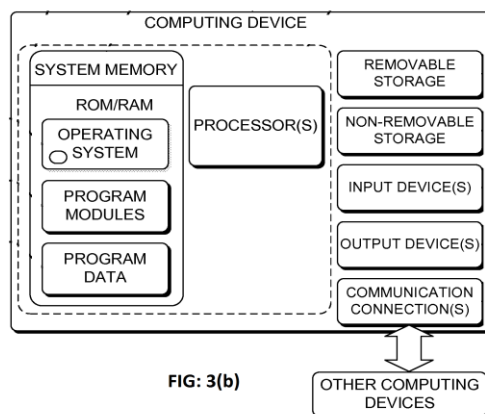 COMPUTING DEVICE
SYSTEM MEMORY
ROM/RAM
OPERATING
SYSTEM
PROGRAM
MODULES
PROGRAM
DATA
PROCESSOR(S)
REMOVABLE
STORAGE
NON-REMOVABLE
STORAGE
INPUT DEVICE(S)
OUTPUT DEVICE(S)
COMMUNICATION
CONNECTION(S)
FIG: 3(b)
OTHER COMPUTING
DEVICES